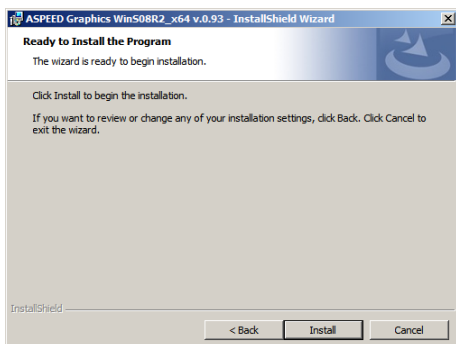 ASPEED Graphics WinS08R2_x64 v.0.93 - InstallShield Wizard
Ready to Install the Program
The wizard is ready to begin installation.
Click Install to begin the installation.
If you want to review or change any of your installation settings, click Back. Click Cancel to
exit the wizard.
InstallShield
< Back Install Cancel